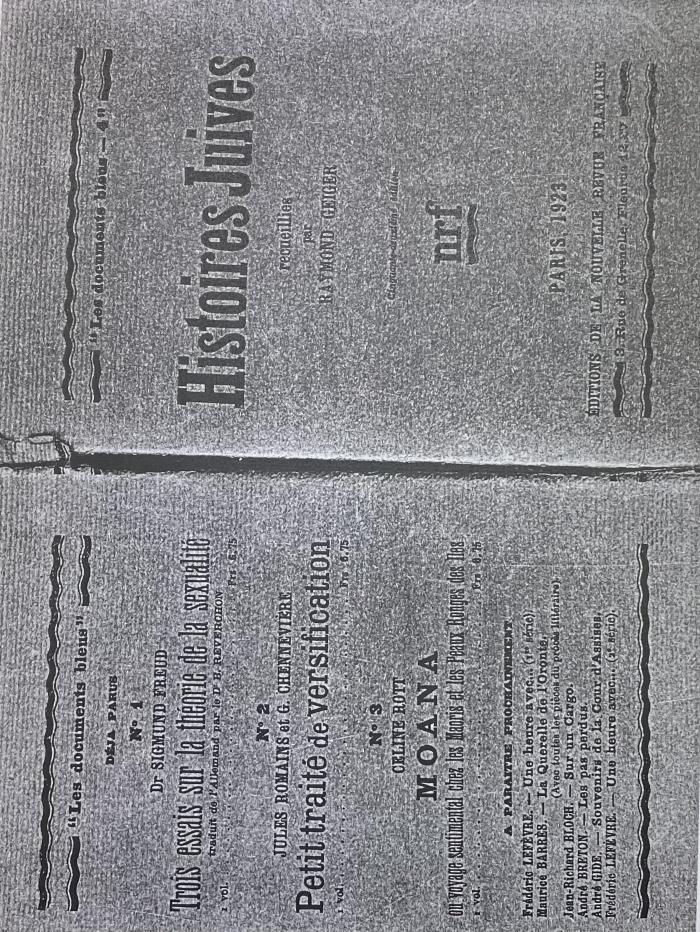 "Les documents bleus"
DÉJA PARUS
N° 1
Dr SIGMUND FREUD
Trois essais sur la théorie de la sexualité
traduit de l'Allemand par le Dr B. REVERCHON
1 vol. Frs 6.75
N° 2
JULES ROMAINS et G. CHENNEVIÈRE
Petit traité de versification
1 vol. Frs 6.75
N° 3
CELINE ROTT
MOANA
ou voyage sentimental chez les Maoris et les Peaux Rouges des Iles
1 vol. Frs 6.75
A PARAITRE PROCHAINEMENT
Frédéric LEFÈVRE. — Une heure avec... (1re série).
Maurice BARRÈS. — La Querelle de l'Oronte,
(Avec toutes les pièces du procès littéraire).
Jean-Richard BLOCH. — Sur un Cargo.
André BRETON. — Les pas perdus.
André GIDE. — Souvenirs de la Cour d'Assises.
Frédéric LEFÈVRE. — Une heure avec... (2e série).
"Les documents bleus — 4"
Histoires Juives
recueillies
par
RAYMOND GEIGER
édition
nrf
PARIS, 1923
ÉDITIONS DE LA NOUVELLE REVUE FRANÇAISE
3, Rue de Grenelle. Fleurus 12.27